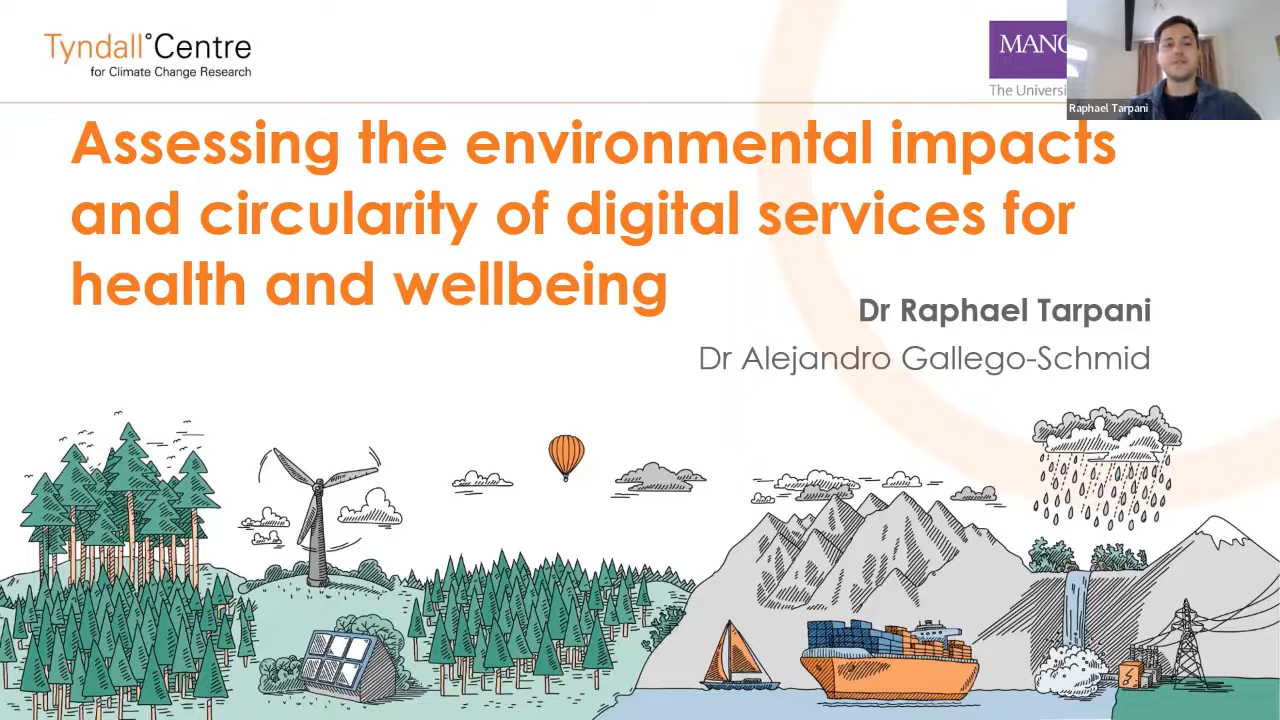 Tyndall°Centre
for Climate Change Research
The Universi
Raphael Tarpani
Assessing the environmental impacts
and circularity of digital services for
health and wellbeing
Dr Raphael Tarpani
Dr Alejandro Gallego-Schmid